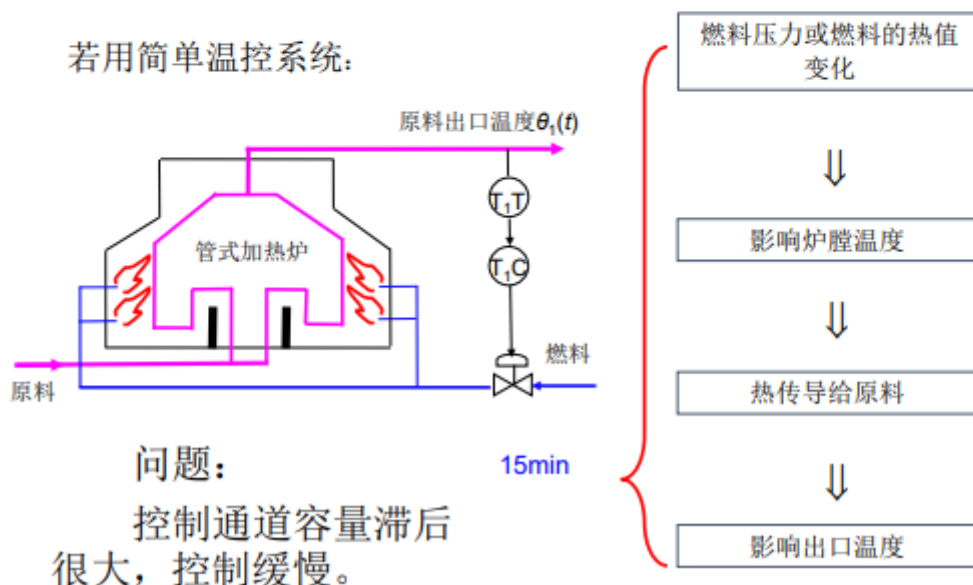 若用简单温控系统:
原料出口温度θ₁(t)
T₁T
管式加热炉
T₁C
燃料
原料
问题:
15min
控制通道容量滞后
很大，控制缓慢。
燃料压力或燃料的热值
变化
⇓
影响炉膛温度
⇓
热传导给原料
⇓
影响出口温度